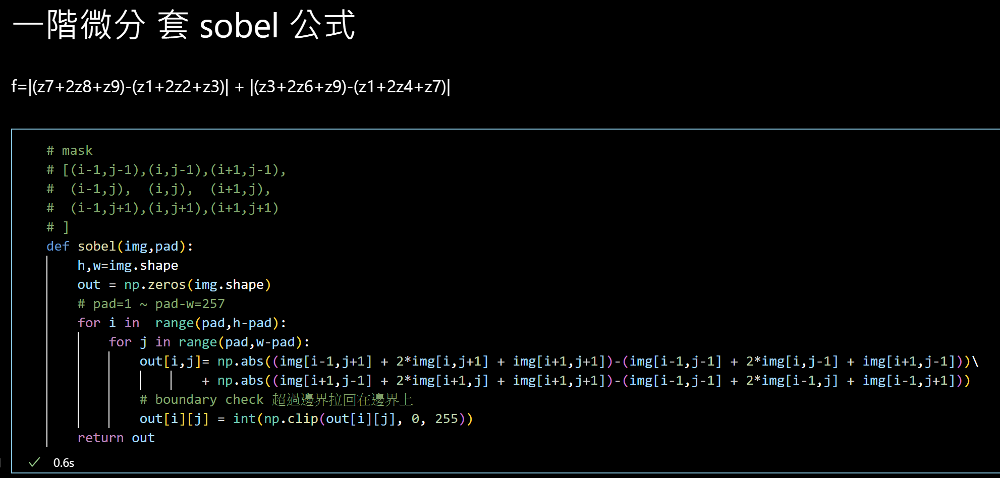 一階微分 套 sobel 公式
f=|(z7+2z8+z9)-(z1+2z2+z3)| + |(z3+2z6+z9)-(z1+2z4+z7)|
# mask
# [(i-1,j-1),(i,j-1),(i+1,j-1),
#  (i-1,j),  (i,j),  (i+1,j),
#  (i-1,j+1),(i,j+1),(i+1,j+1)
# ]
def sobel(img,pad):
    h,w=img.shape
    out = np.zeros(img.shape)
    # pad=1 ~ pad-w=257
    for i in  range(pad,h-pad):
        for j in range(pad,w-pad):
            out[i,j]= np.abs((img[i-1,j+1] + 2*img[i,j+1] + img[i+1,j+1])-(img[i-1,j-1] + 2*img[i,j-1] + img[i+1,j-1]))\
                    + np.abs((img[i+1,j-1] + 2*img[i+1,j] + img[i+1,j+1])-(img[i-1,j-1] + 2*img[i-1,j] + img[i-1,j+1]))
            # boundary check 超過邊界拉回在邊界上
            out[i][j] = int(np.clip(out[i][j], 0, 255))
    return out
0.6s